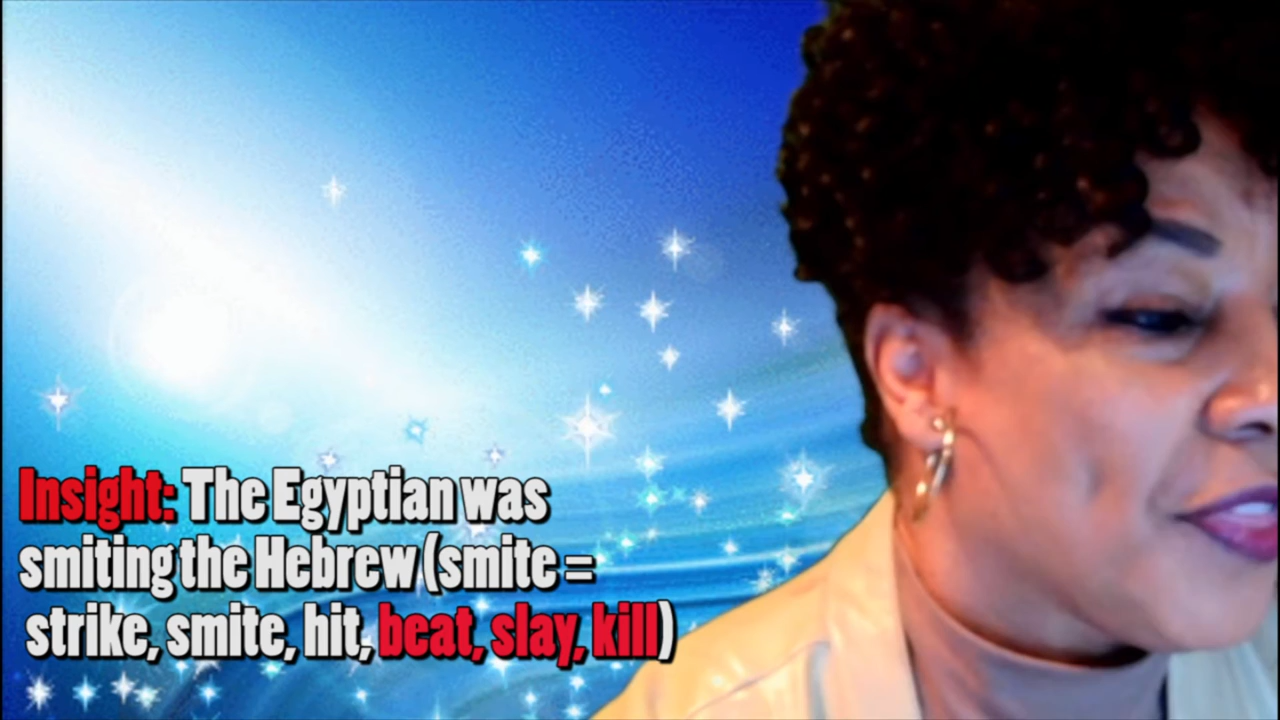 Insight: The Egyptian was
smiting the Hebrew (smite =
strike, smite, hit, beat, slay, kill)